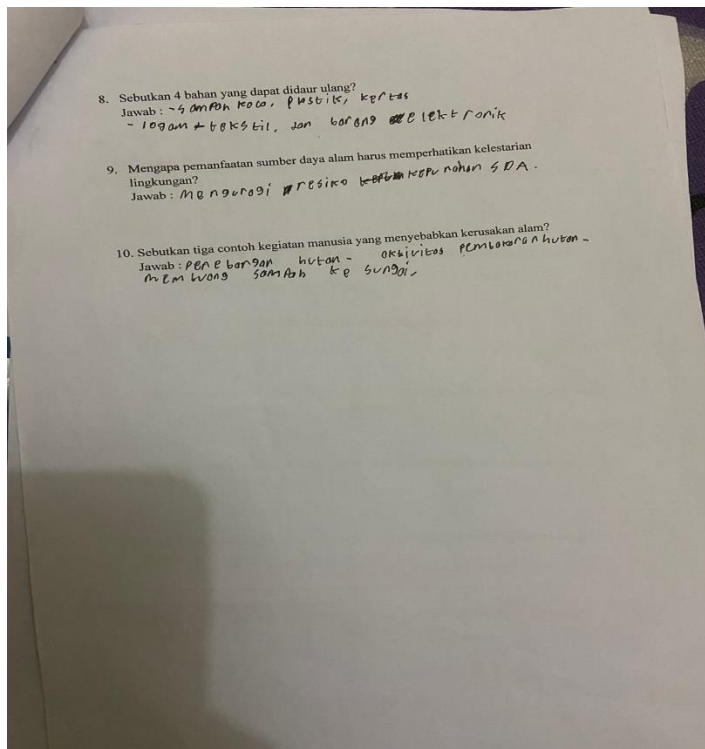 8. Sebutkan 4 bahan yang dapat didaur ulang?
Jawab : - sampah kaca, plastik, kertas
- logam + tekstil, dan barang elektronik
9. Mengapa pemanfaatan sumber daya alam harus memperhatikan kelestarian
lingkungan?
Jawab : menguragi resiko kepunahan SDA.
10. Sebutkan tiga contoh kegiatan manusia yang menyebabkan kerusakan alam?
Jawab : penebangan hutan - aktivitas pembakaran hutan -
membuang sampah ke sungai,